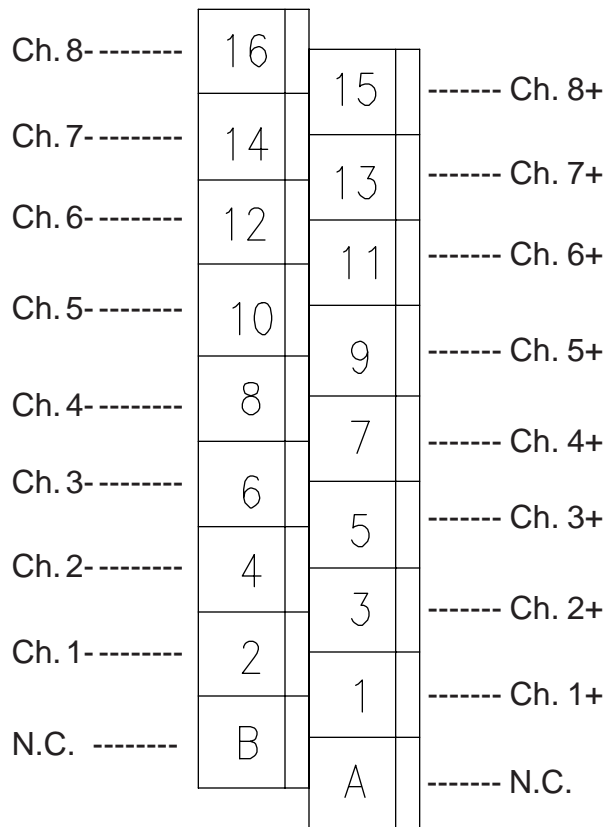 Ch. 8- -------- 16
15 ------- Ch. 8+
Ch. 7- -------- 14
13 ------- Ch. 7+
Ch. 6- -------- 12
11 ------- Ch. 6+
Ch. 5- -------- 10
9 ------- Ch. 5+
Ch. 4- -------- 8
7 ------- Ch. 4+
Ch. 3- -------- 6
5 ------- Ch. 3+
Ch. 2- -------- 4
3 ------- Ch. 2+
Ch. 1- -------- 2
1 ------- Ch. 1+
N.C. -------- B
A ------- N.C.